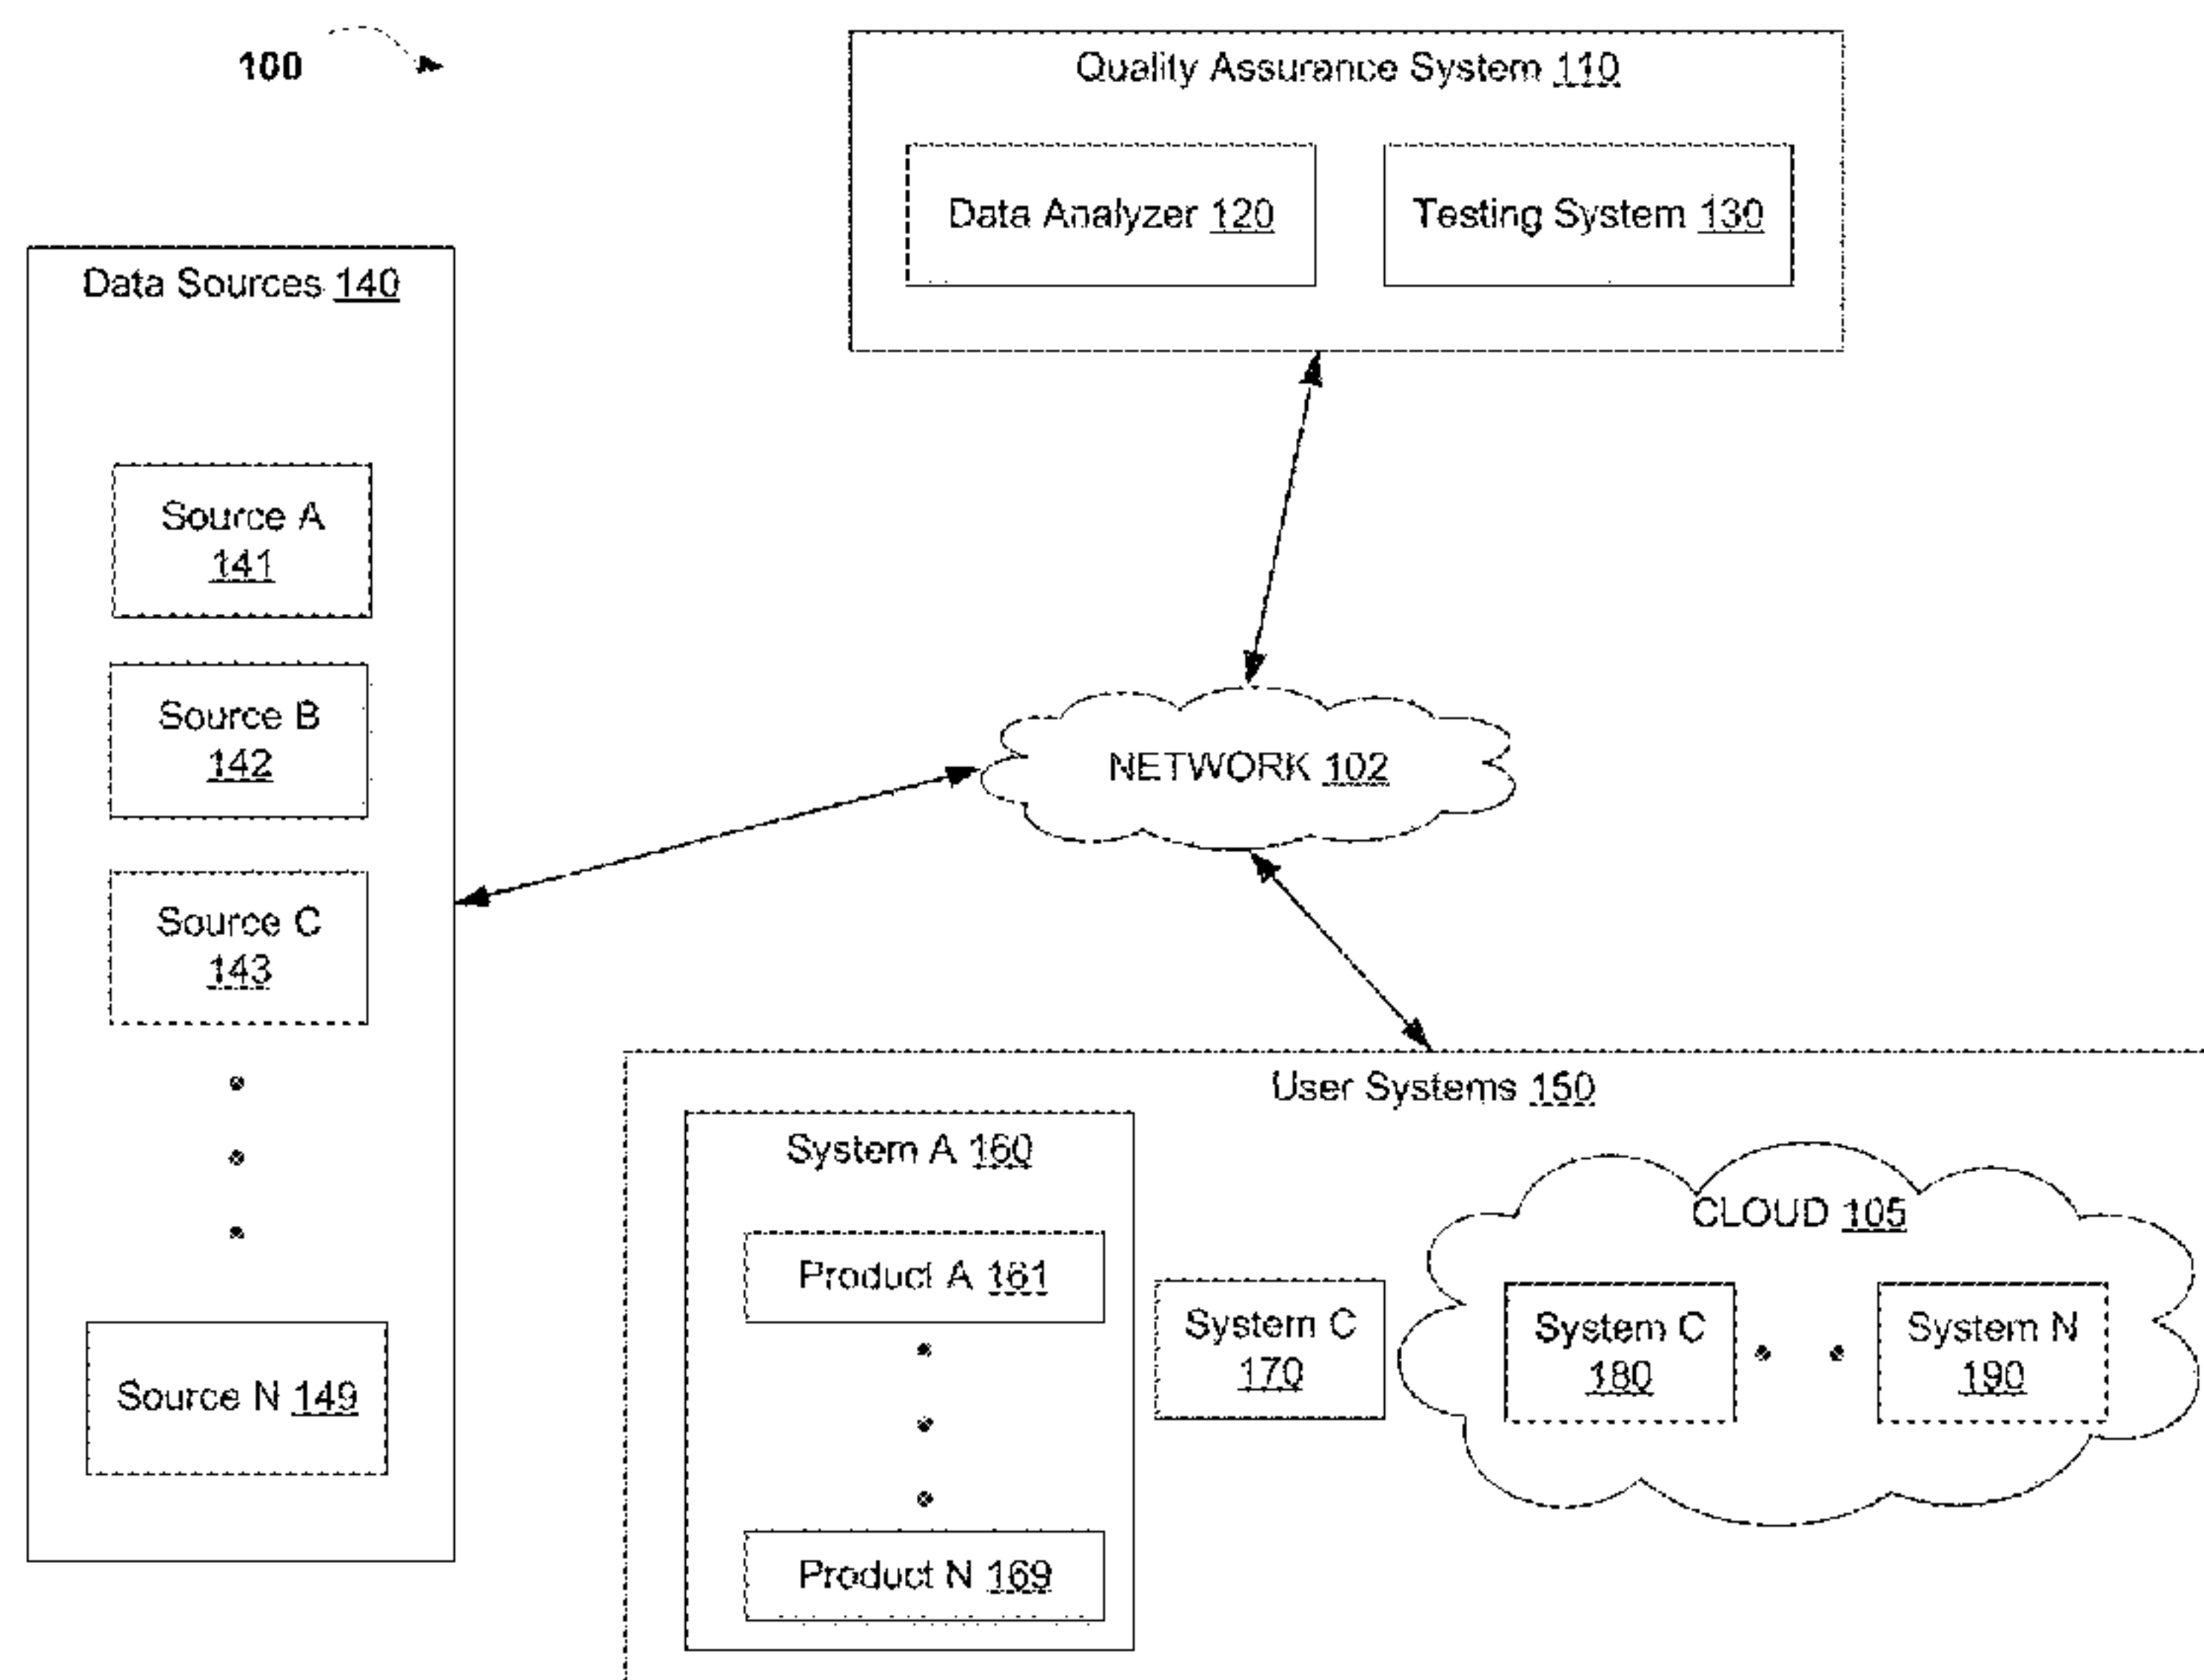 100
Quality Assurance System 110
Data Analyzer 120
Testing System 130
Data Sources 140
Source A
141
Source B
142
Source C
143
Source N 149
NETWORK 102
User Systems 150
System A 160
Product A 161
Product N 169
System C
170
CLOUD 105
System C
180
System N
190